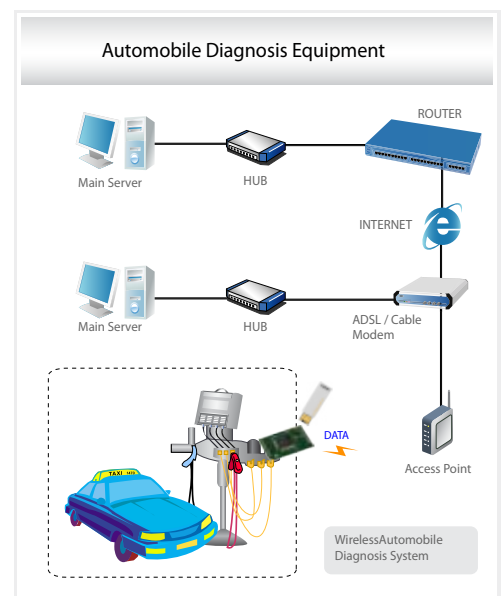 Automobile Diagnosis Equipment
ROUTER
Main Server
HUB
INTERNET
Main Server
HUB
ADSL / Cable
Modem
DATA
TAXI 1420
Access Point
WirelessAutomobile
Diagnosis System